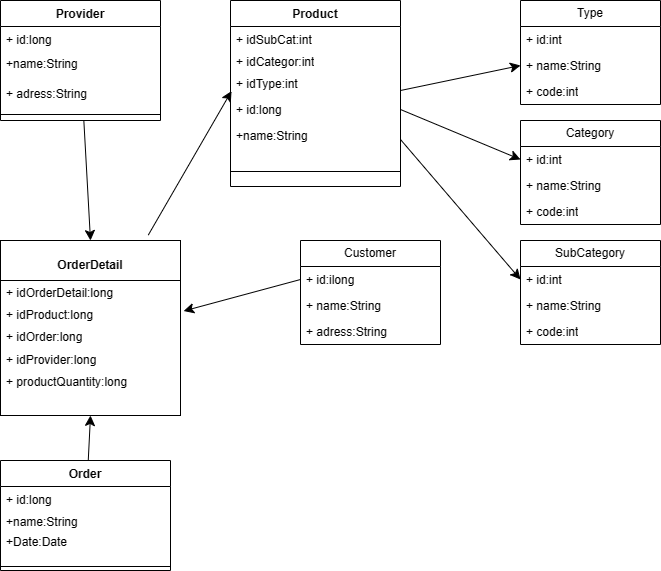 Provider
+ id:long
+name:String
+ adress:String
Product
+ idSubCat:int
+ idCategor:int
+ idType:int
+ id:long
+name:String
Type
+ id:int
+ name:String
+ code:int
Category
+ id:int
+ name:String
+ code:int
OrderDetail
+ idOrderDetail:long
+ idProduct:long
+ idOrder:long
+ idProvider:long
+ productQuantity:long
Customer
+ id:ilong
+ name:String
+ adress:String
SubCategory
+ id:int
+ name:String
+ code:int
Order
+ id:long
+name:String
+Date:Date